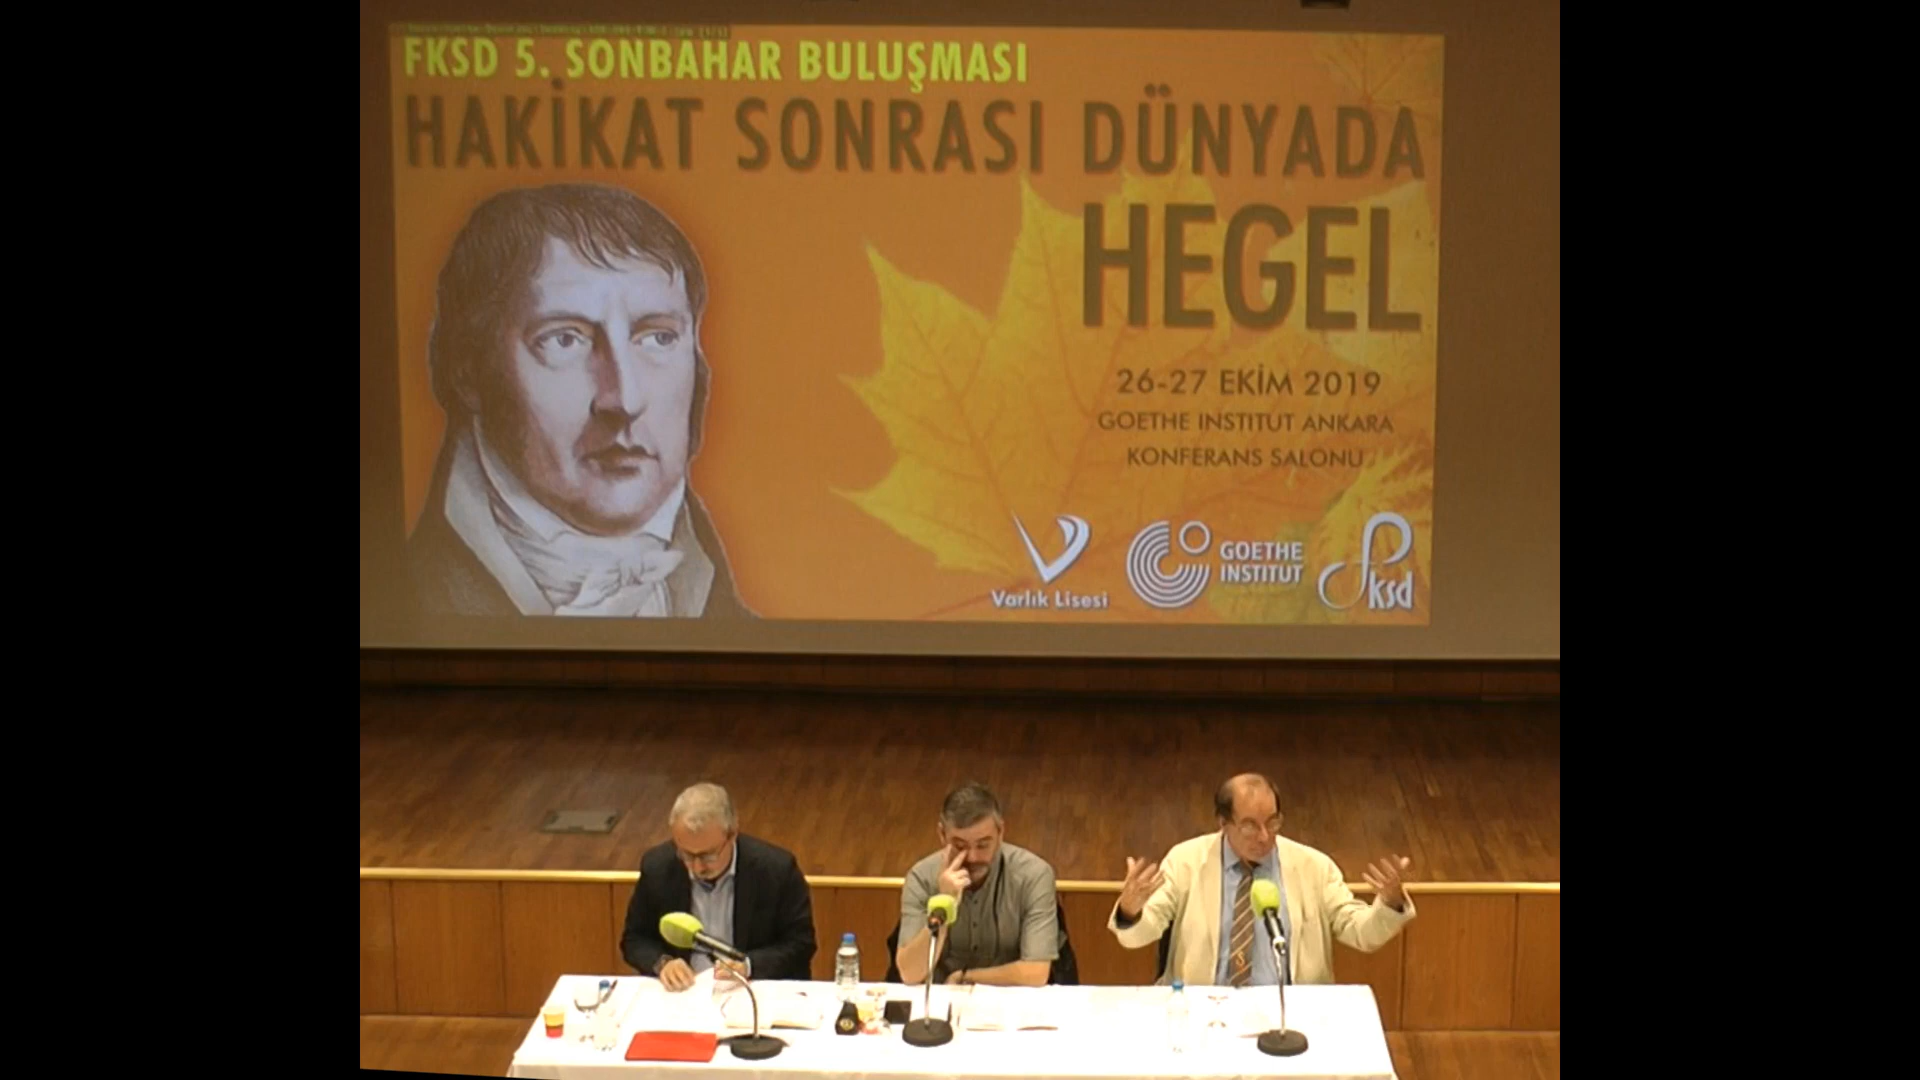 FKSD 5. SONBAHAR BULUŞMASI
HAKİKAT SONRASI DÜNYADA
HEGEL
26-27 EKİM 2019
GOETHE INSTITUT ANKARA
KONFERANS SALONU
Varlık Lisesi
GOETHE
INSTITUT
fksd